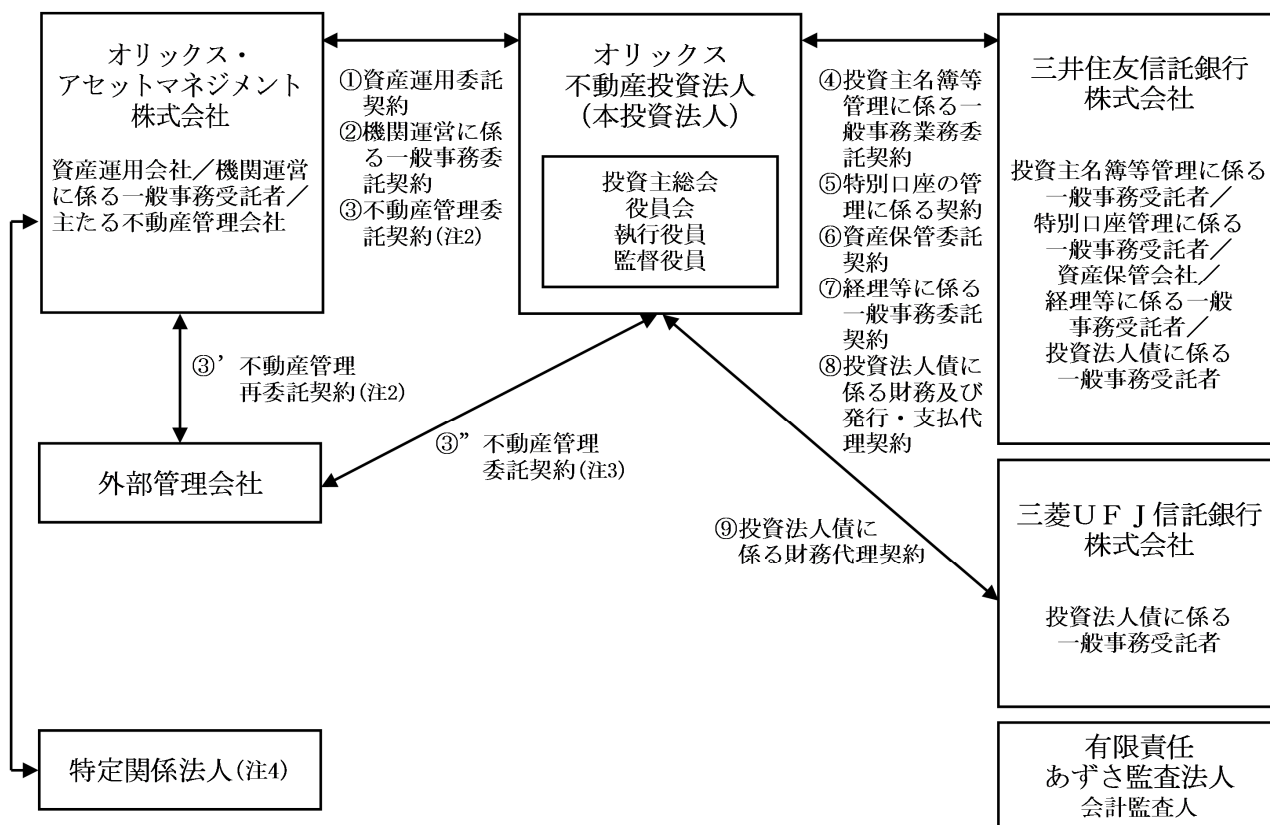 オリックス・
アセットマネジメント
株式会社
資産運用会社／機関運営
に係る一般事務受託者／
主たる不動産管理会社
①資産運用委託
契約
②機関運営に係
る一般事務委
託契約
③不動産管理委
託契約(注2)
オリックス
不動産投資法人
（本投資法人）
投資主総会
役員会
執行役員
監督役員
④投資主名簿等
管理に係る一
般事務業務委
託契約
⑤特別口座の管
理に係る契約
⑥資産保管委託
契約
⑦経理等に係る
一般事務委託
契約
⑧投資法人債に
係る財務及び
発行・支払代
理契約
三井住友信託銀行
株式会社
投資主名簿等管理に係る
一般事務受託者／
特別口座管理に係る
一般事務受託者／
資産保管会社／
経理等に係る一般
事務受託者／
投資法人債に係る
一般事務受託者
③’ 不動産管理
再委託契約(注2)
外部管理会社
③” 不動産管理
委託契約(注3)
⑨投資法人債に
係る財務代理契約
三菱ＵＦＪ信託銀行
株式会社
投資法人債に係る
一般事務受託者
特定関係法人(注4)
有限責任
あずさ監査法人
会計監査人